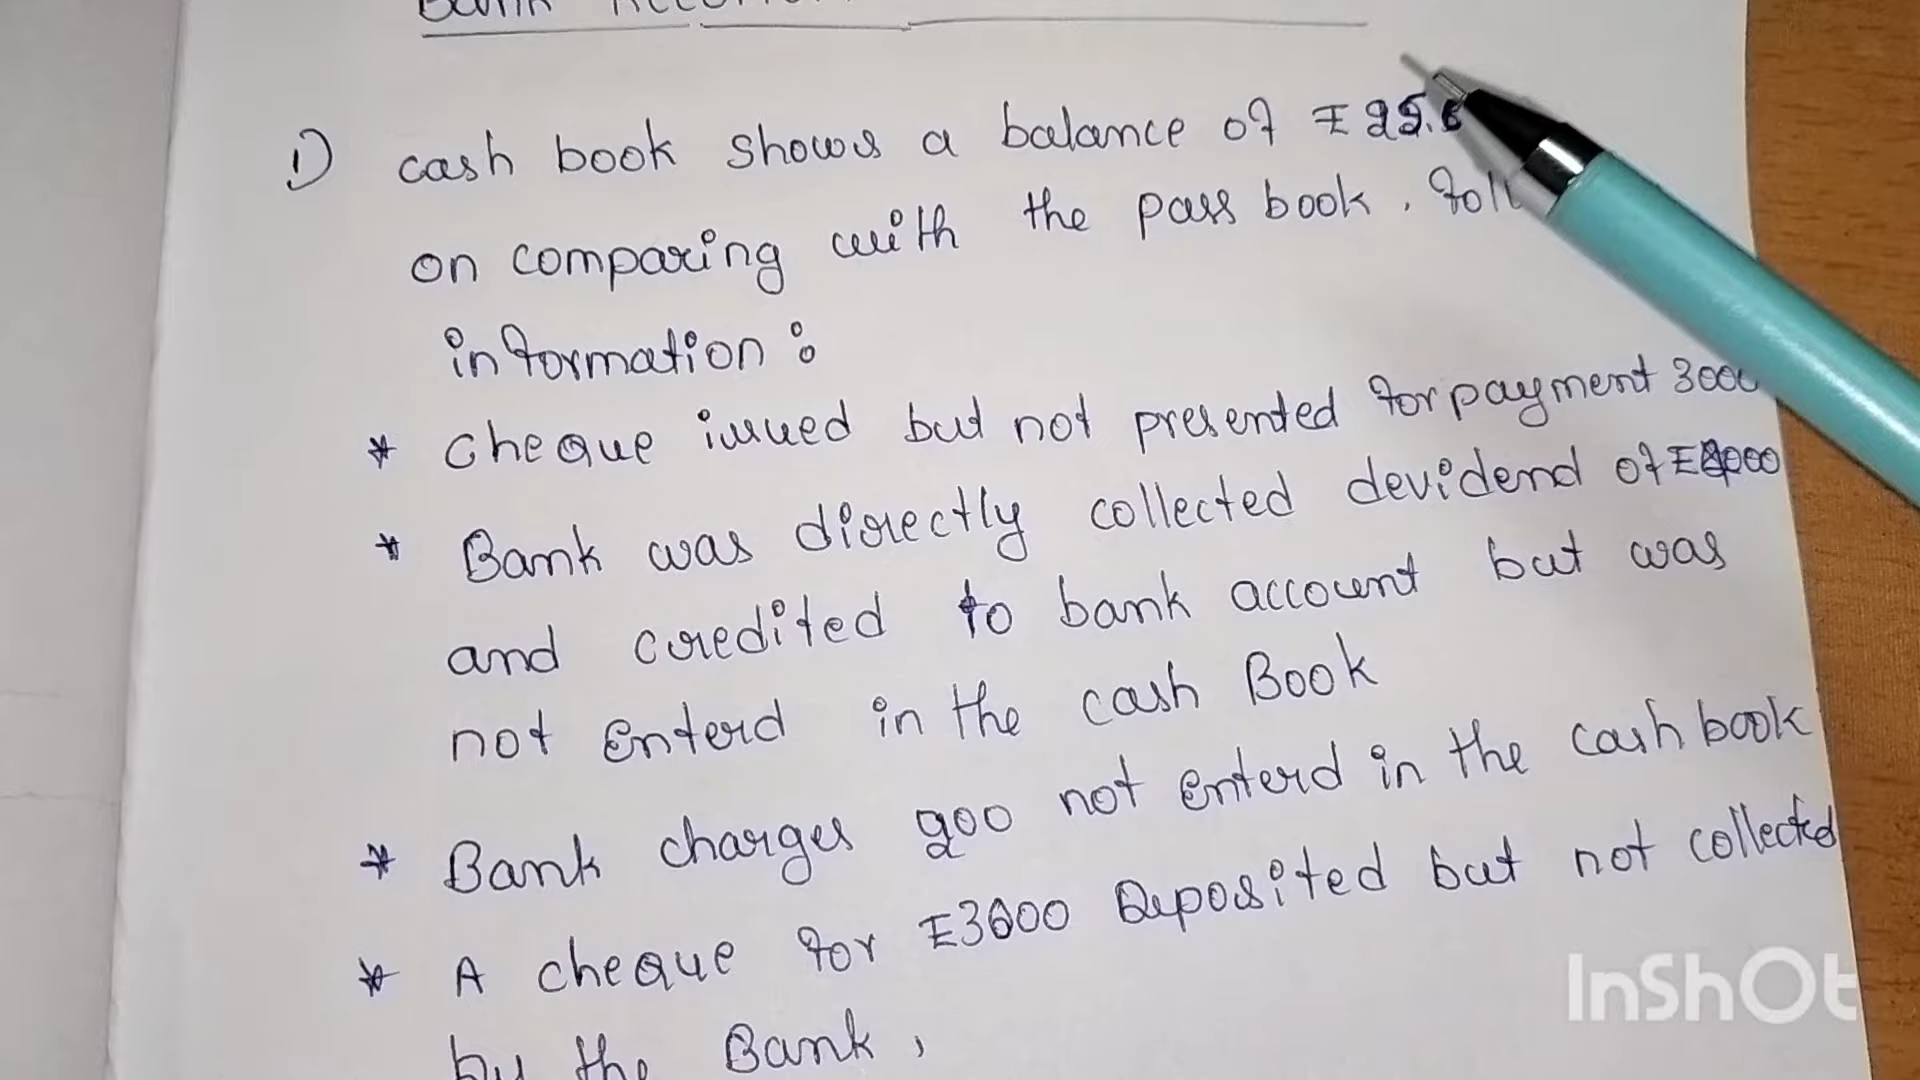 1) cash book shows a balance of ₹25.
on comparing with the pass book.
information :
* cheque issued but not presented for payment 3000
* Bank was directly collected devidend of ₹
and credited to bank account but was
not enterd in the cash Book
* Bank charges 200 not enterd in the cash book
* A cheque for ₹3600 Deposited but not collected
by the Bank,
InShOt